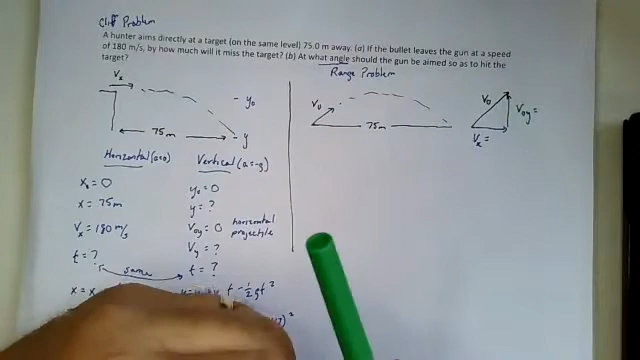 Cliff Problem
A hunter aims directly at a target (on the same level) 75.0 m away. (a) If the bullet leaves the gun at a speed
of 180 m/s, by how much will it miss the target? (b) At what angle should the gun be aimed so as to hit the
target?
Range Problem
Vx
- y₀
75m
- y
V₀
75m
V₀
V₀y =
Vx =
Horizontal (a=0)
Vertical (a=-g)
x₀ = 0
y₀ = 0
x = 75m
y = ?
Vx = 180 m/s
V₀y = 0
horizontal
projectile
Vy = ?
t = ?
same
t = ?
x = x
t - ½gt²
)²